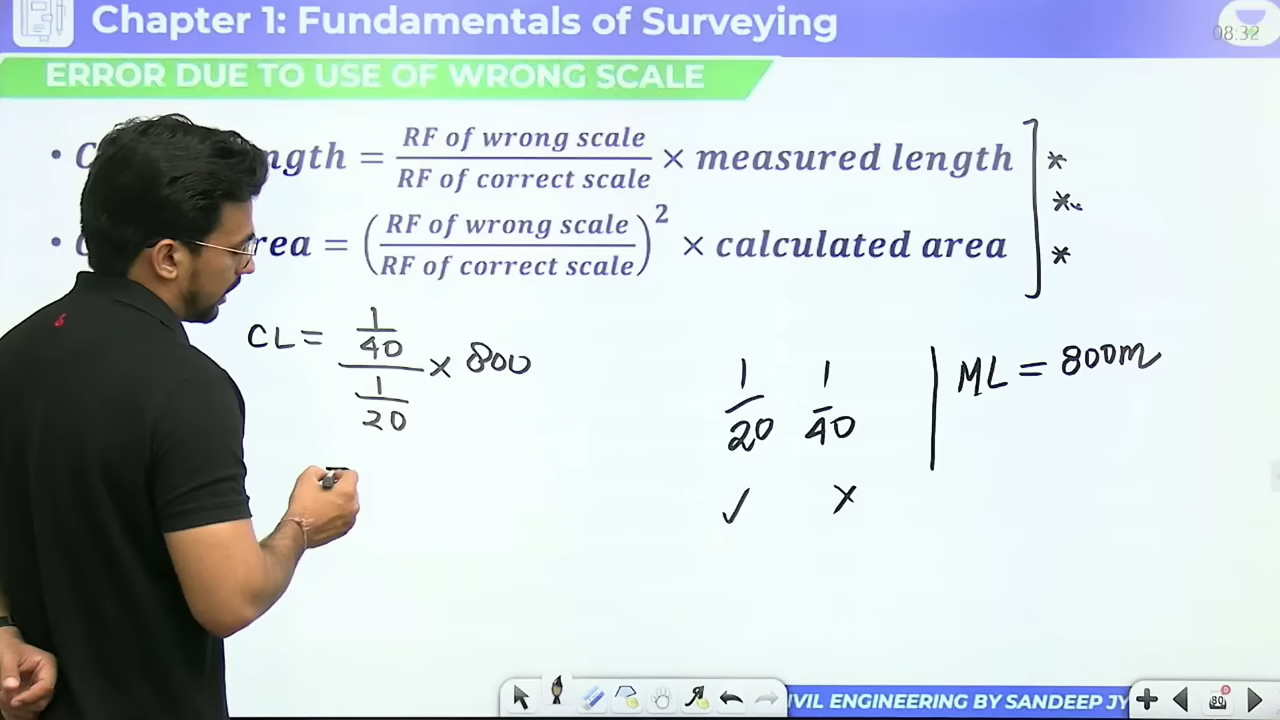 Chapter 1: Fundamentals of Surveying
08:32
ERROR DUE TO USE OF WRONG SCALE
• C ngth = RF of wrong scale / RF of correct scale × measured length
• rea = (RF of wrong scale / RF of correct scale)² × calculated area
] * * *
CL = 1/40 / 1/20 × 800
1/20 1/40 | ML = 800m
✓ ×
80
IVIL ENGINEERING BY SANDEEP JY